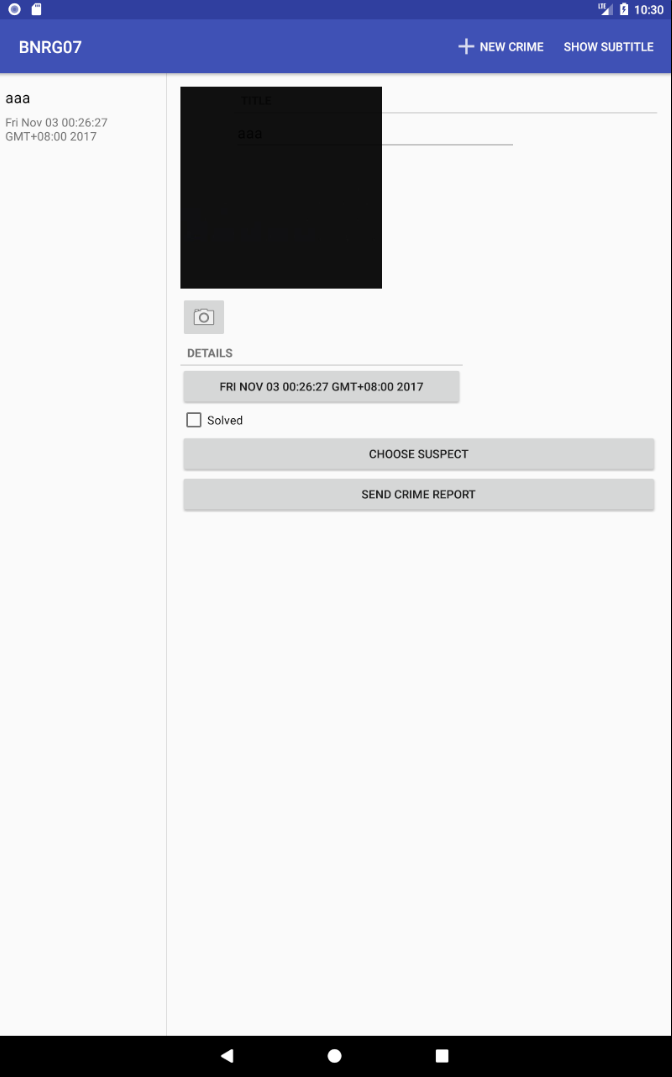 LTE 10:30
BNRG07
NEW CRIME SHOW SUBTITLE
aaa
Fri Nov 03 00:26:27
GMT+08:00 2017
TITLE
aaa
DETAILS
FRI NOV 03 00:26:27 GMT+08:00 2017
Solved
CHOOSE SUSPECT
SEND CRIME REPORT